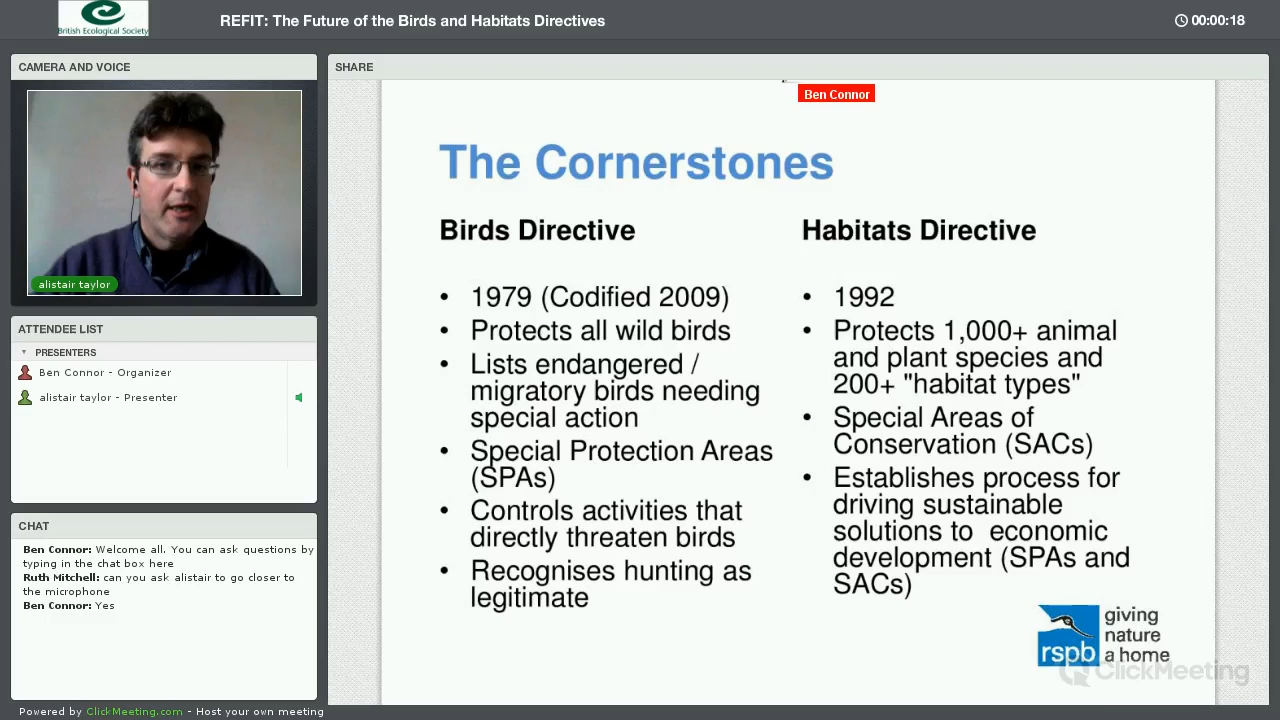 British Ecological Society
REFIT: The Future of the Birds and Habitats Directives
00:00:18
CAMERA AND VOICE
alistair taylor
ATTENDEE LIST
PRESENTERS
Ben Connor - Organizer
alistair taylor - Presenter
CHAT
Ben Connor: Welcome all. You can ask questions by
typing in the chat box here
Ruth Mitchell: can you ask alistair to go closer to
the microphone
Ben Connor: Yes
Powered by ClickMeeting.com - Host your own meeting
SHARE
Ben Connor
The Cornerstones
Birds Directive
• 1979 (Codified 2009)
• Protects all wild birds
• Lists endangered /
migratory birds needing
special action
• Special Protection Areas
(SPAs)
• Controls activities that
directly threaten birds
• Recognises hunting as
legitimate
Habitats Directive
• 1992
• Protects 1,000+ animal
and plant species and
200+ "habitat types"
• Special Areas of
Conservation (SACs)
• Establishes process for
driving sustainable
solutions to economic
development (SPAs and
SACs)
rspb
giving
nature
a home
ClickMeeting